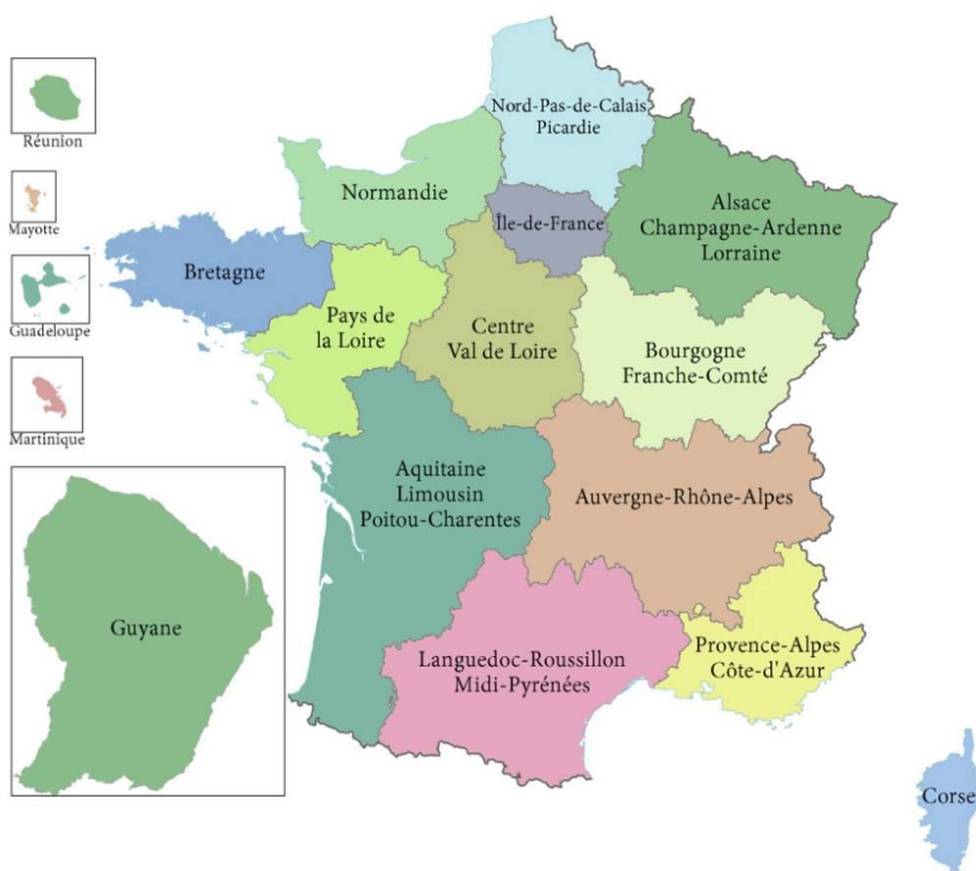 Nord-Pas-de-Calais
Picardie
Réunion
Normandie
Alsace
Champagne-Ardenne
Lorraine
Île-de-France
Mayotte
Bretagne
Pays de
la Loire
Centre
Val de Loire
Guadeloupe
Bourgogne
Franche-Comté
Martinique
Aquitaine
Limousin
Poitou-Charentes
Auvergne-Rhône-Alpes
Guyane
Languedoc-Roussillon
Midi-Pyrénées
Provence-Alpes
Côte-d'Azur
Corse